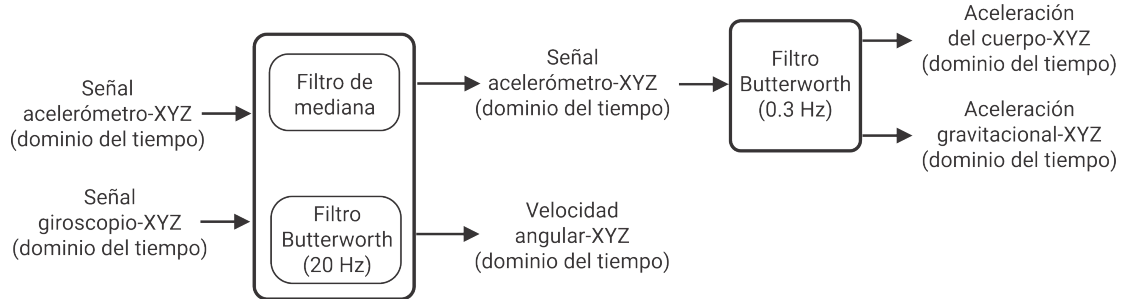 Señal
acelerómetro-XYZ
(dominio del tiempo)
Señal
giroscopio-XYZ
(dominio del tiempo)
Filtro de
mediana
Filtro
Butterworth
(20 Hz)
Señal
acelerómetro-XYZ
(dominio del tiempo)
Velocidad
angular-XYZ
(dominio del tiempo)
Filtro
Butterworth
(0.3 Hz)
Aceleración
del cuerpo-XYZ
(dominio del tiempo)
Aceleración
gravitacional-XYZ
(dominio del tiempo)